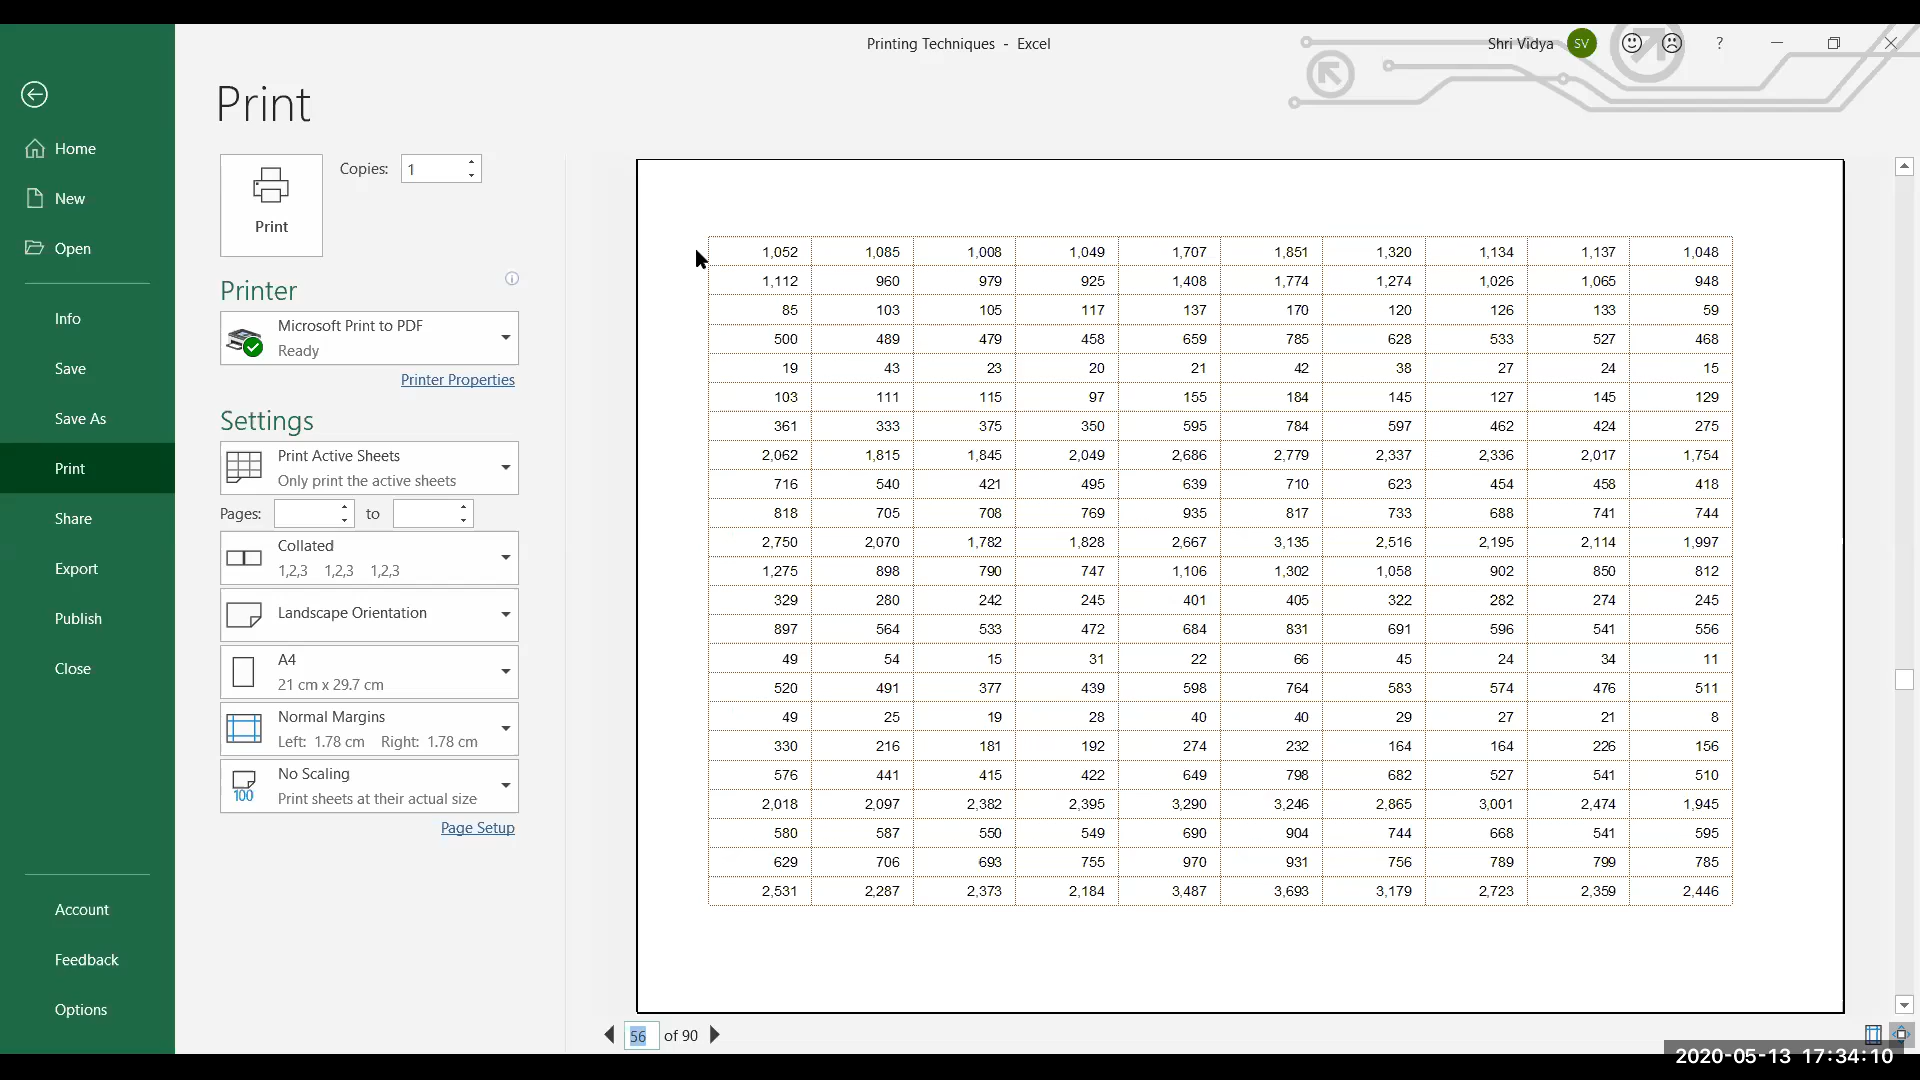 Printing Techniques - Excel
Shri Vidya
SV
?
Print
Home
New
Open
Info
Save
Save As
Print
Share
Export
Publish
Close
Account
Feedback
Options
Print
Copies: 1
Printer
Microsoft Print to PDF
Ready
Printer Properties
Settings
Print Active Sheets
Only print the active sheets
Pages: to
Collated
1,2,3 1,2,3 1,2,3
Landscape Orientation
A4
21 cm x 29.7 cm
Normal Margins
Left: 1.78 cm Right: 1.78 cm
No Scaling
Print sheets at their actual size
100
Page Setup
1,052 1,085 1,008 1,049 1,707 1,851 1,320 1,134 1,137 1,048
1,112 960 979 925 1,408 1,774 1,274 1,026 1,065 948
85 103 105 117 137 170 120 126 133 59
500 489 479 458 659 785 628 533 527 468
19 43 23 20 21 42 38 27 24 15
103 111 115 97 155 184 145 127 145 129
361 333 375 350 595 784 597 462 424 275
2,062 1,815 1,845 2,049 2,686 2,779 2,337 2,336 2,017 1,754
716 540 421 495 639 710 623 454 458 418
818 705 708 769 935 817 733 688 741 744
2,750 2,070 1,782 1,828 2,667 3,135 2,516 2,195 2,114 1,997
1,275 898 790 747 1,106 1,302 1,058 902 850 812
329 280 242 245 401 405 322 282 274 245
897 564 533 472 684 831 691 596 541 556
49 54 15 31 22 66 45 24 34 11
520 491 377 439 598 764 583 574 476 511
49 25 19 28 40 40 29 27 21 8
330 216 181 192 274 232 164 164 226 156
576 441 415 422 649 798 682 527 541 510
2,018 2,097 2,382 2,395 3,290 3,246 2,865 3,001 2,474 1,945
580 587 550 549 690 904 744 668 541 595
629 706 693 755 970 931 756 789 799 785
2,531 2,287 2,373 2,184 3,487 3,693 3,179 2,723 2,359 2,446
56 of 90
2020-05-13 17:34:10